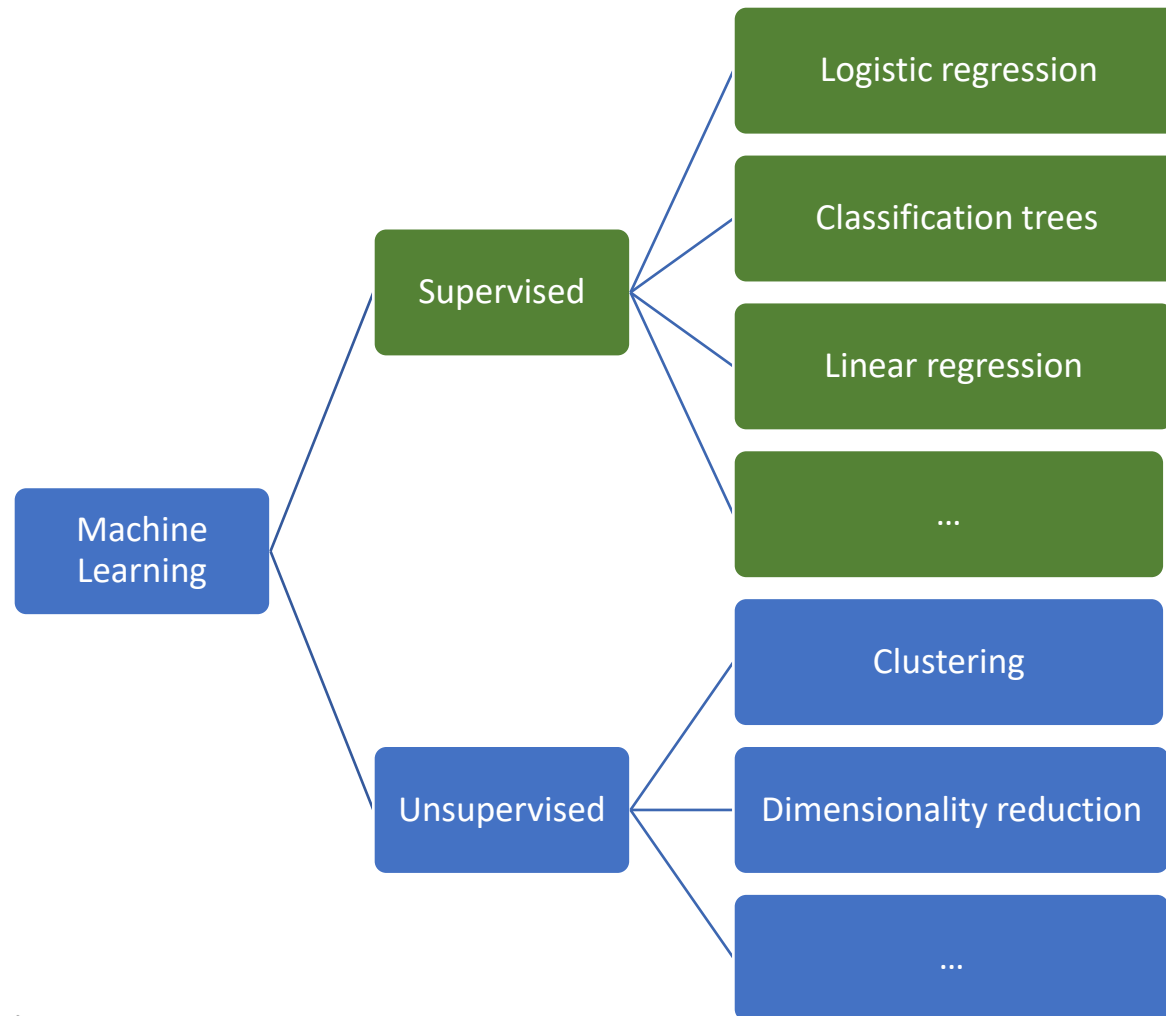 Logistic regression
Classification trees
Supervised
Linear regression
...
Machine
Learning
Clustering
Unsupervised
Dimensionality reduction
...